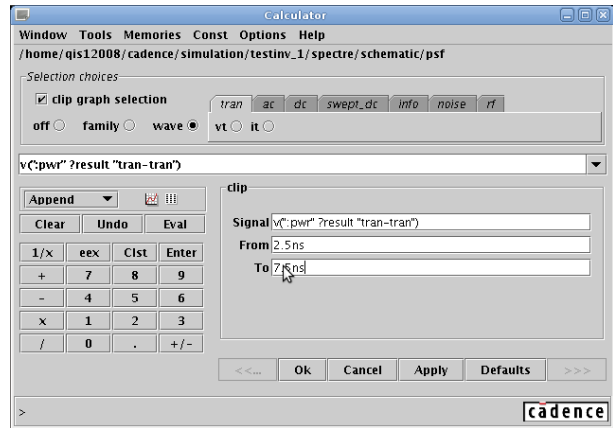 Calculator
Window Tools Memories Const Options Help
/home/qis12008/cadence/simulation/testinv_1/spectre/schematic/psf
Selection choices
clip graph selection
tran ac dc swept_dc info noise rf
off family wave vt it
v(":pwr" ?result "tran-tran")
Append
clip
Clear Undo Eval
Signal v(":pwr" ?result "tran-tran")
1/x eex Clst Enter
From 2.5ns
+ 7 8 9
To 7.5ns
- 4 5 6
x 1 2 3
/ 0 . +/-
<<... Ok Cancel Apply Defaults >>>
>
cādence